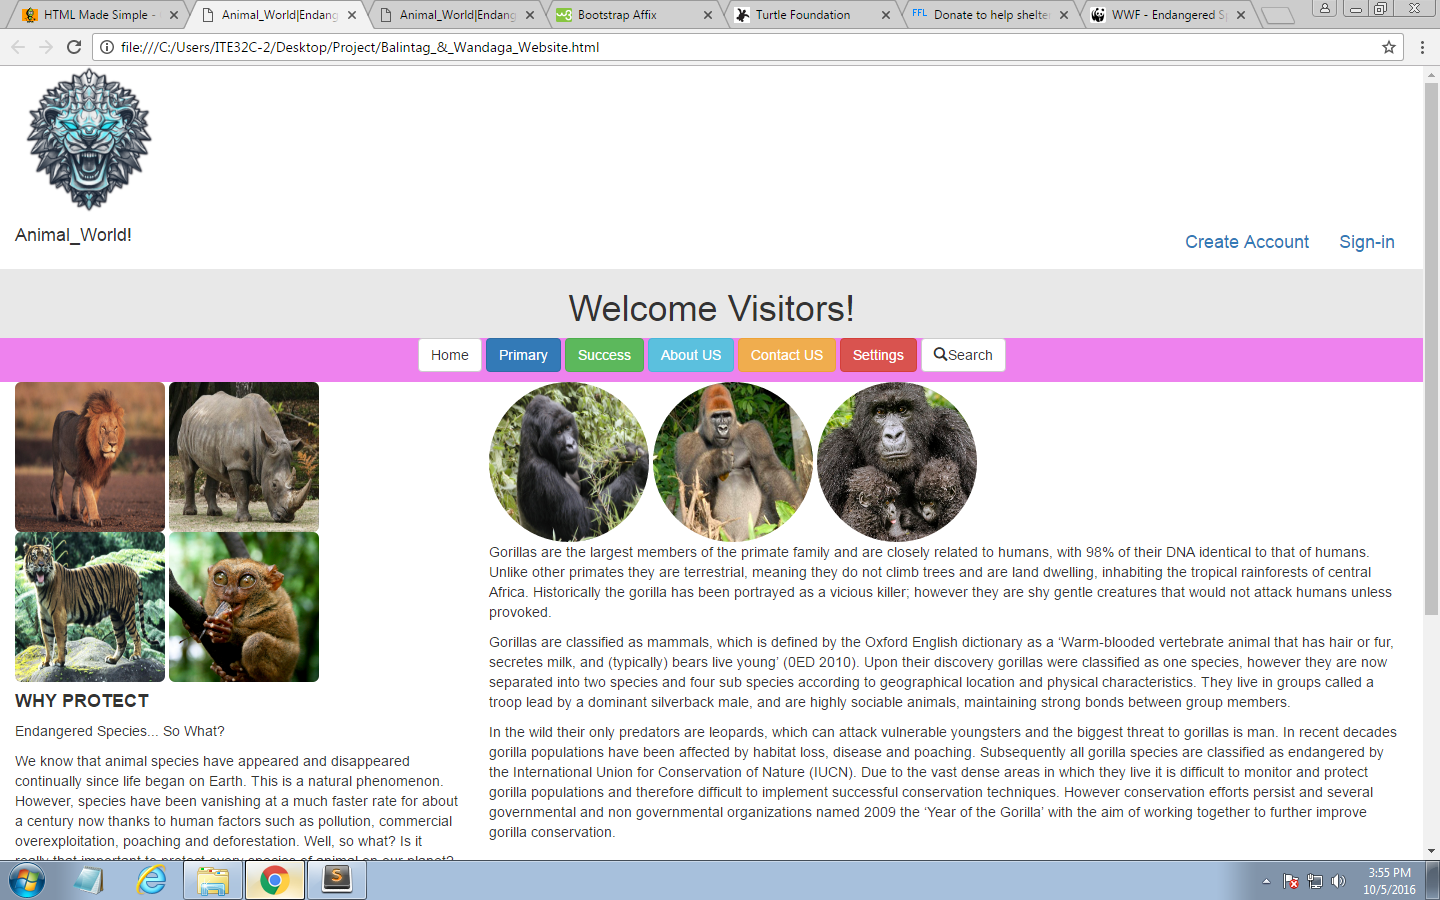 HTML Made Simple -
Animal_World|Endang
Animal_World|Endang
Bootstrap Affix
Turtle Foundation
FFL Donate to help shelte
WWF - Endangered Sp
file:///C:/Users/ITE32C-2/Desktop/Project/Balintag_&_Wandaga_Website.html
Animal_World!
Create Account Sign-in
Welcome Visitors!
Home Primary Success About US Contact US Settings Search
WHY PROTECT
Endangered Species... So What?
We know that animal species have appeared and disappeared
continually since life began on Earth. This is a natural phenomenon.
However, species have been vanishing at a much faster rate for about
a century now thanks to human factors such as pollution, commercial
overexploitation, poaching and deforestation. Well, so what? Is it
really that important to protect every species of animal on our planet?
Gorillas are the largest members of the primate family and are closely related to humans, with 98% of their DNA identical to that of humans.
Unlike other primates they are terrestrial, meaning they do not climb trees and are land dwelling, inhabiting the tropical rainforests of central
Africa. Historically the gorilla has been portrayed as a vicious killer; however they are shy gentle creatures that would not attack humans unless
provoked.
Gorillas are classified as mammals, which is defined by the Oxford English dictionary as a ‘Warm-blooded vertebrate animal that has hair or fur,
secretes milk, and (typically) bears live young’ (0ED 2010). Upon their discovery gorillas were classified as one species, however they are now
separated into two species and four sub species according to geographical location and physical characteristics. They live in groups called a
troop lead by a dominant silverback male, and are highly sociable animals, maintaining strong bonds between group members.
In the wild their only predators are leopards, which can attack vulnerable youngsters and the biggest threat to gorillas is man. In recent decades
gorilla populations have been affected by habitat loss, disease and poaching. Subsequently all gorilla species are classified as endangered by
the International Union for Conservation of Nature (IUCN). Due to the vast dense areas in which they live it is difficult to monitor and protect
gorilla populations and therefore difficult to implement successful conservation techniques. However conservation efforts persist and several
governmental and non governmental organizations named 2009 the ‘Year of the Gorilla’ with the aim of working together to further improve
gorilla conservation.
3:55 PM
10/5/2016